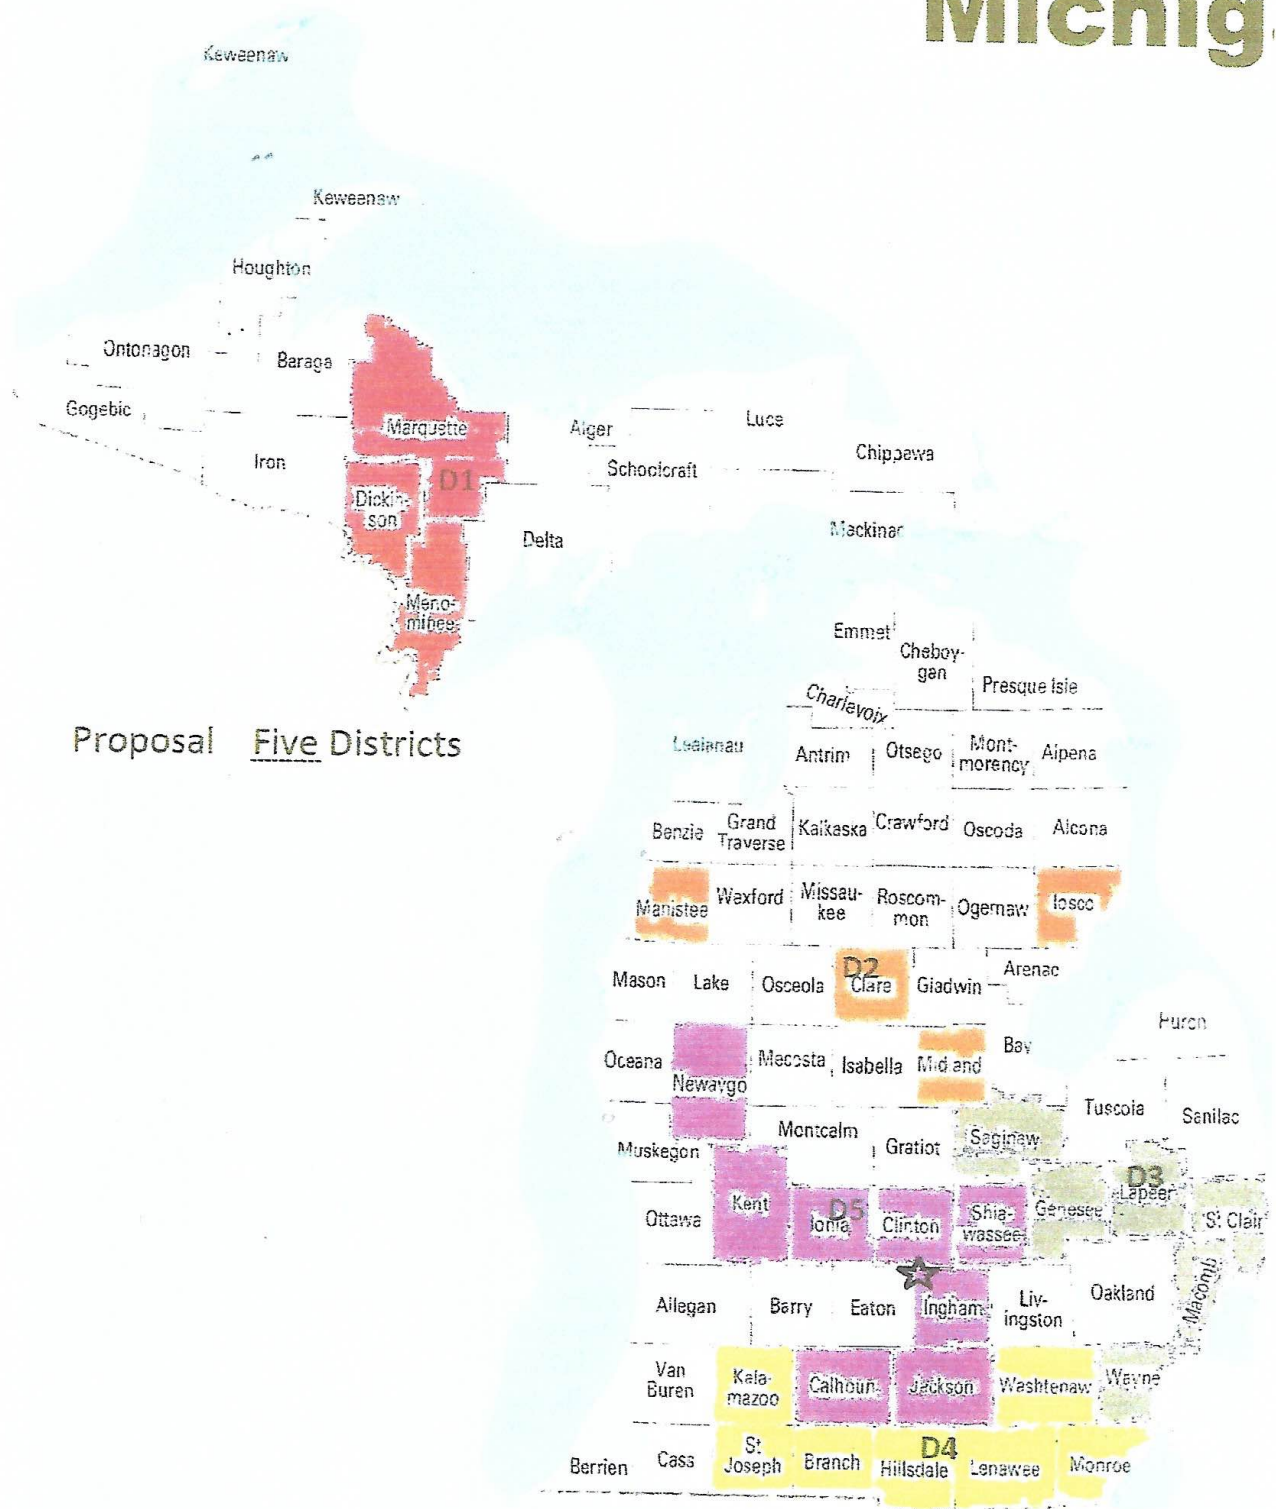 Michig
Keweenaw
Keweenaw
Houghton
Ontonagon
Baraga
Gogebic
Marquette
Alger
Luce
Iron
Chippewa
Schoolcraft
D1
Dickin-
son
Mackinac
Delta
Meno-
minee
Emmet
Cheboy-
gan
Presque Isle
Charlevoix
Proposal Five Districts
Leelanau
Antrim
Otsego
Mont-
morency
Alpena
Benzie
Grand
Traverse
Kalkaska
Crawford
Oscoda
Alcona
Manistee
Wexford
Missau-
kee
Roscom-
mon
Ogemaw
Iosco
Mason
Lake
Osceola
D2
Clare
Gladwin
Arenac
Huron
Oceana
Newaygo
Mecosta
Isabella
Midland
Bay
Tuscola
Sanilac
Muskegon
Montcalm
Gratiot
Saginaw
D3
Lapeer
Ottawa
Kent
D5
Ionia
Clinton
Shia-
wassee
Genesee
St Clair
Allegan
Barry
Eaton
Ingham
Liv-
ingston
Oakland
Macomb
Van
Buren
Kala-
mazoo
Calhoun
Jackson
Washtenaw
Wayne
Berrien
Cass
St
Joseph
Branch
D4
Hillsdale
Lenawee
Monroe